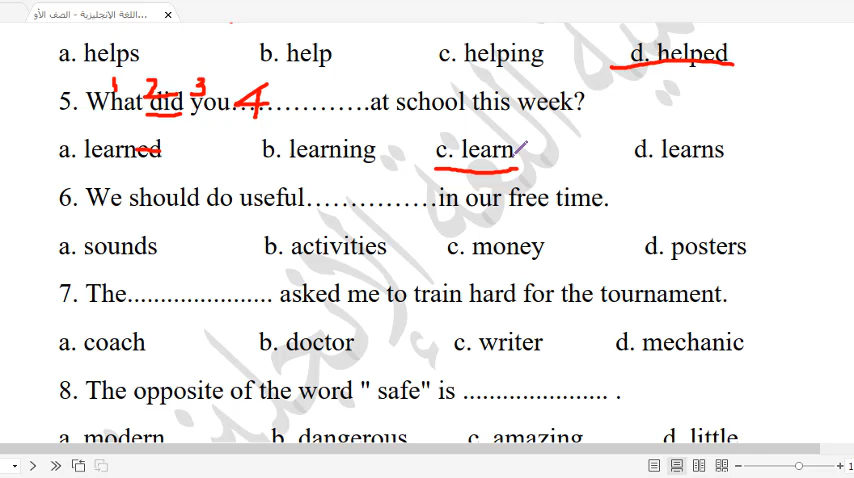 اللغة الإنجليزية - الصف الأو ×
a. helps b. help c. helping d. helped
1 2 3 4
5. What did you..................at school this week?
a. learned b. learning c. learn d. learns
6. We should do useful................in our free time.
a. sounds b. activities c. money d. posters
7. The...................... asked me to train hard for the tournament.
a. coach b. doctor c. writer d. mechanic
8. The opposite of the word " safe" is ...................... .
a. modern b. dangerous c. amazing d. little